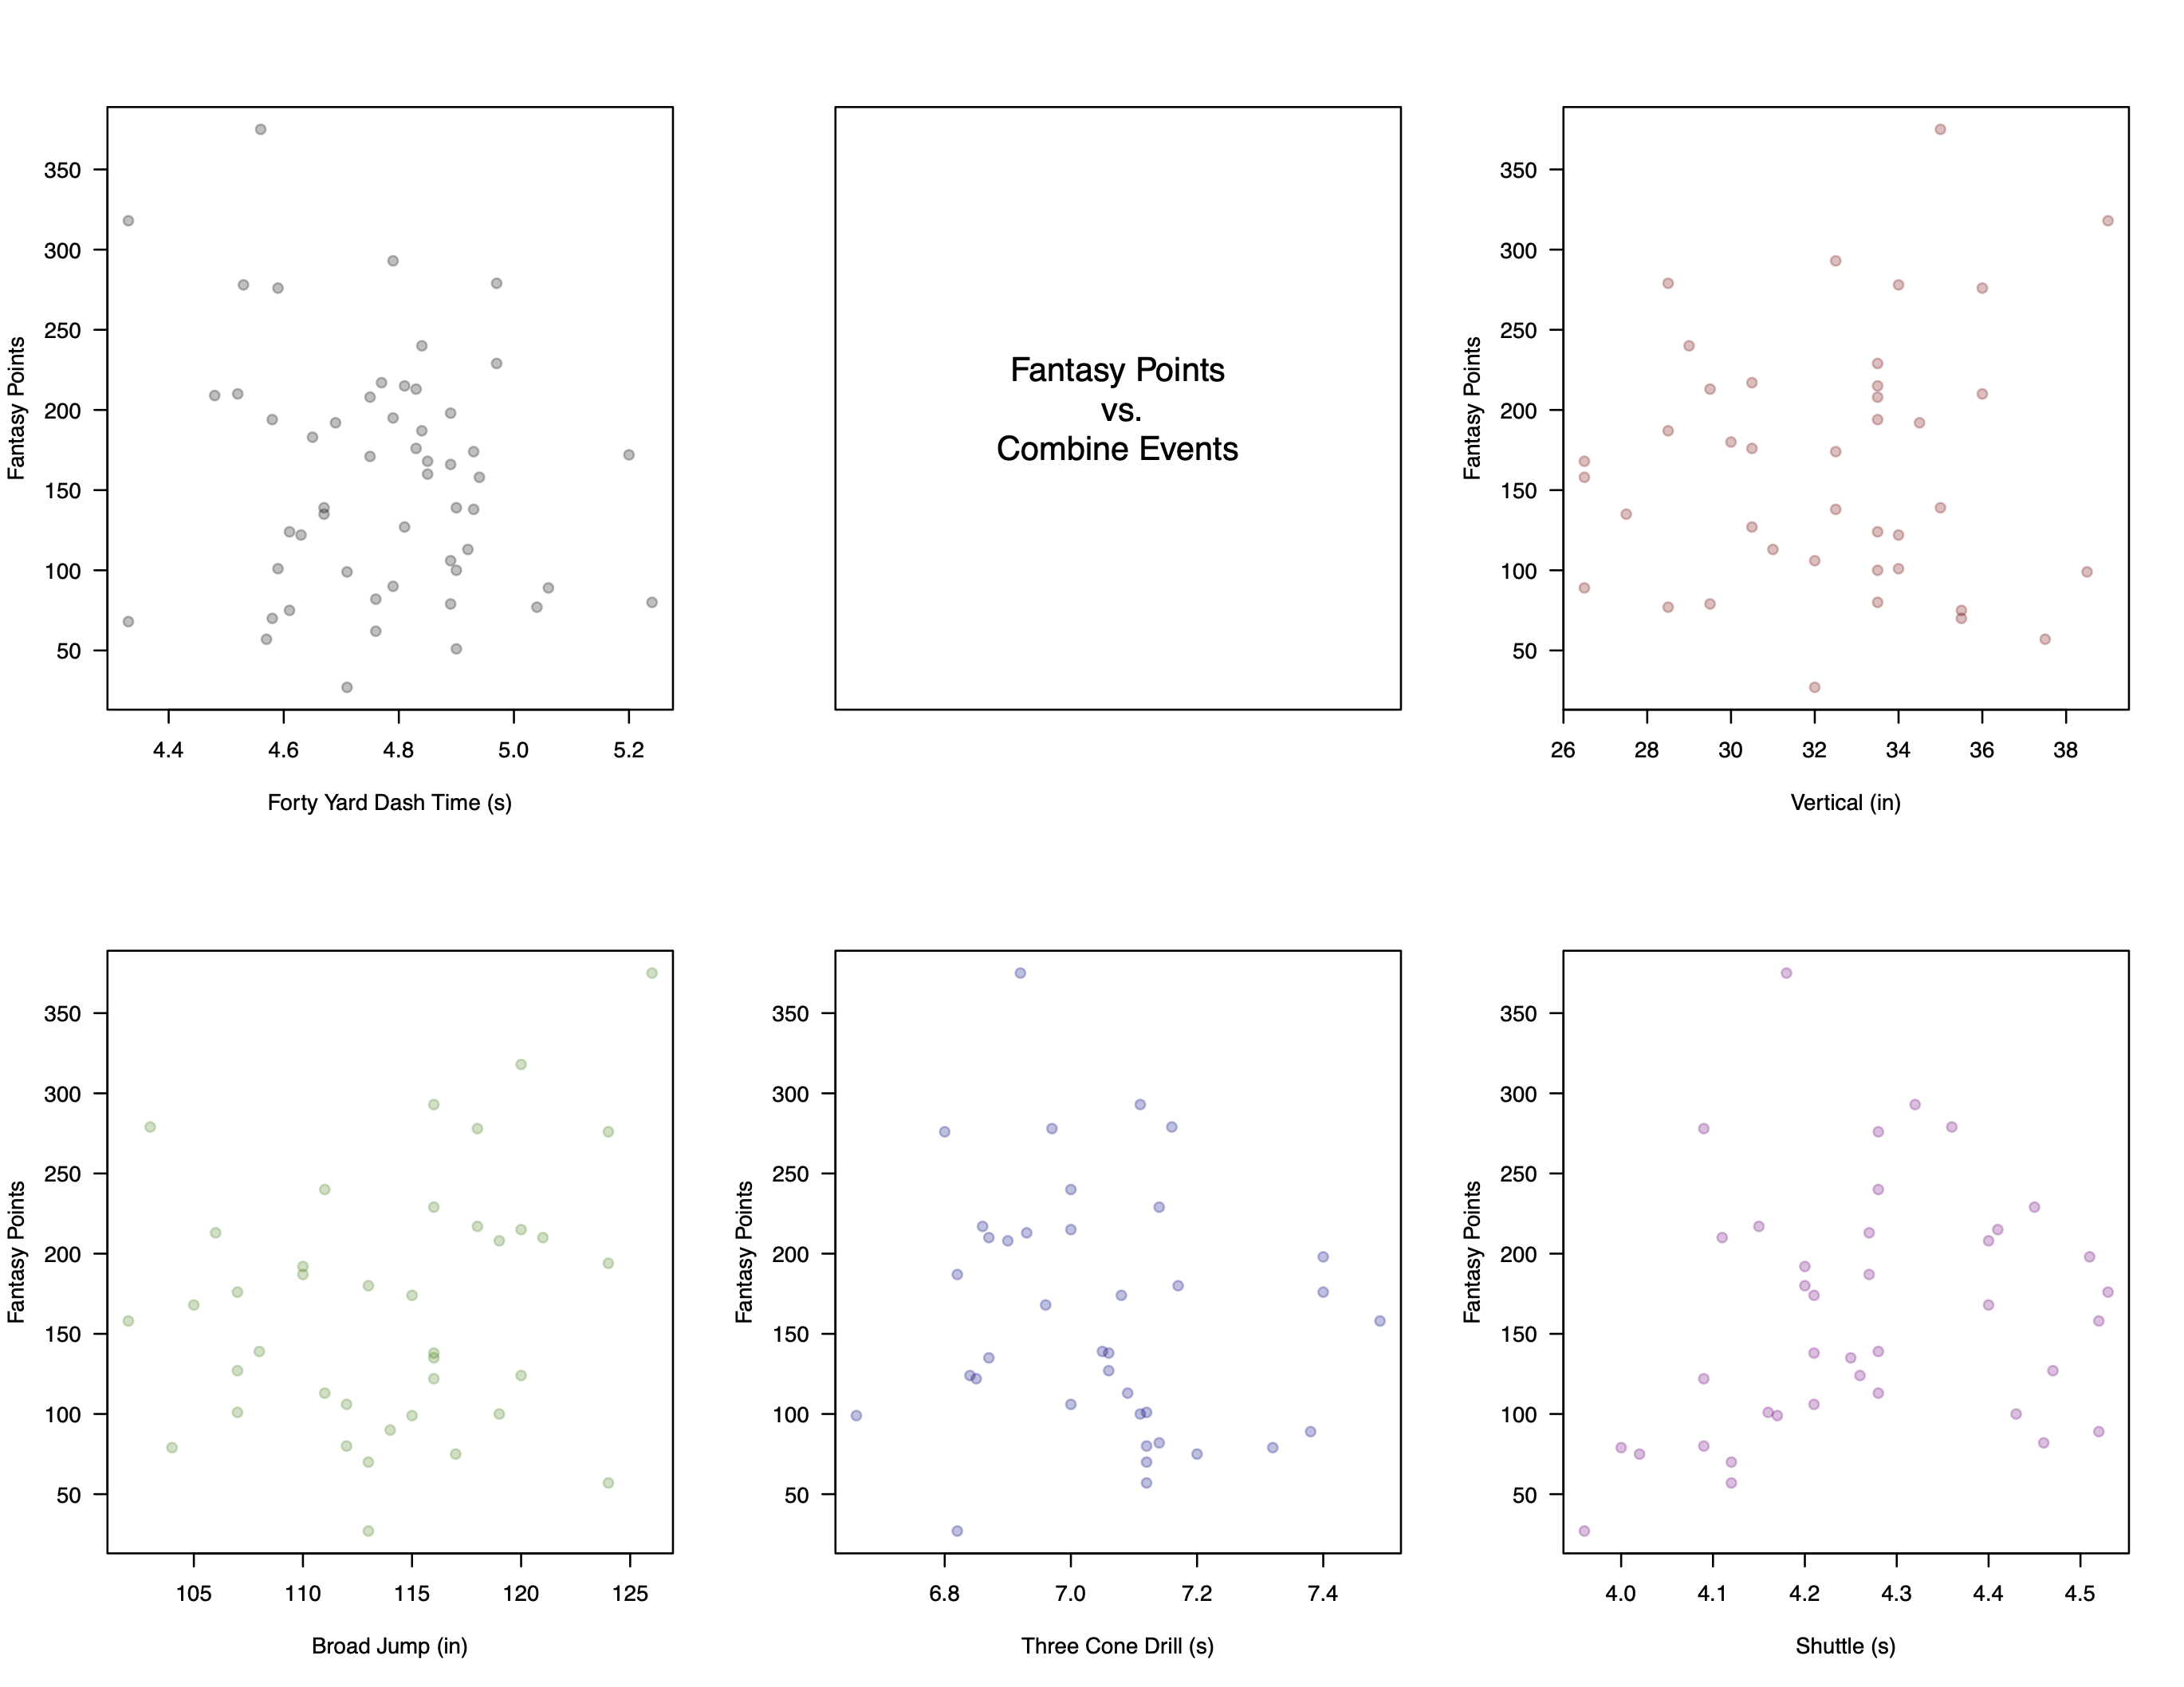 350
300
250
200
150
100
50
Fantasy Points
4.4 4.6 4.8 5.0 5.2
Forty Yard Dash Time (s)
Fantasy Points
vs.
Combine Events
350
300
250
200
150
100
50
Fantasy Points
26 28 30 32 34 36 38
Vertical (in)
350
300
250
200
150
100
50
Fantasy Points
105 110 115 120 125
Broad Jump (in)
350
300
250
200
150
100
50
Fantasy Points
6.8 7.0 7.2 7.4
Three Cone Drill (s)
350
300
250
200
150
100
50
Fantasy Points
4.0 4.1 4.2 4.3 4.4 4.5
Shuttle (s)